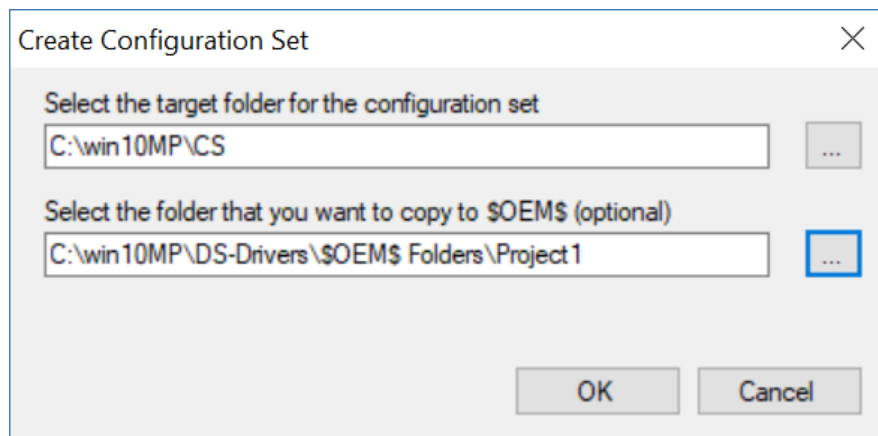 Create Configuration Set
Select the target folder for the configuration set
C:\win10MP\CS
...
Select the folder that you want to copy to $OEM$ (optional)
C:\win10MP\DS-Drivers\$OEM$ Folders\Project1
...
OK Cancel